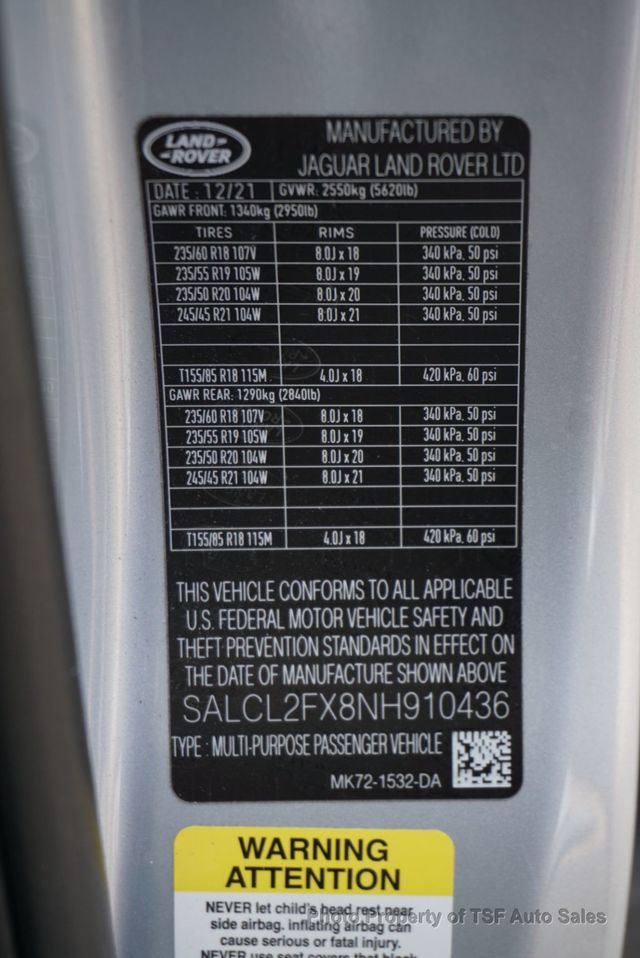 LAND-
-ROVER
MANUFACTURED BY
JAGUAR LAND ROVER LTD
DATE : 12/21 GVWR: 2550kg (5620lb)
GAWR FRONT: 1340kg (2950lb)
TIRES RIMS PRESSURE (COLD)
235/60 R18 107V 8.0J x 18 340 kPa, 50 psi
235/55 R19 105W 8.0J x 19 340 kPa, 50 psi
235/50 R20 104W 8.0J x 20 340 kPa, 50 psi
245/45 R21 104W 8.0J x 21 340 kPa, 50 psi
T155/85 R18 115M 4.0J x 18 420 kPa, 60 psi
GAWR REAR: 1290kg (2840lb)
235/60 R18 107V 8.0J x 18 340 kPa, 50 psi
235/55 R19 105W 8.0J x 19 340 kPa, 50 psi
235/50 R20 104W 8.0J x 20 340 kPa, 50 psi
245/45 R21 104W 8.0J x 21 340 kPa, 50 psi
T155/85 R18 115M 4.0J x 18 420 kPa, 60 psi
THIS VEHICLE CONFORMS TO ALL APPLICABLE
U.S. FEDERAL MOTOR VEHICLE SAFETY AND
THEFT PREVENTION STANDARDS IN EFFECT ON
THE DATE OF MANUFACTURE SHOWN ABOVE
SALCL2FX8NH910436
TYPE : MULTI-PURPOSE PASSENGER VEHICLE
MK72-1532-DA
WARNING
ATTENTION
NEVER let child's head rest near
side airbag. inflating airbag can
cause serious or fatal injury.
NEVER use seat covers that block
Photo Property of TSF Auto Sales